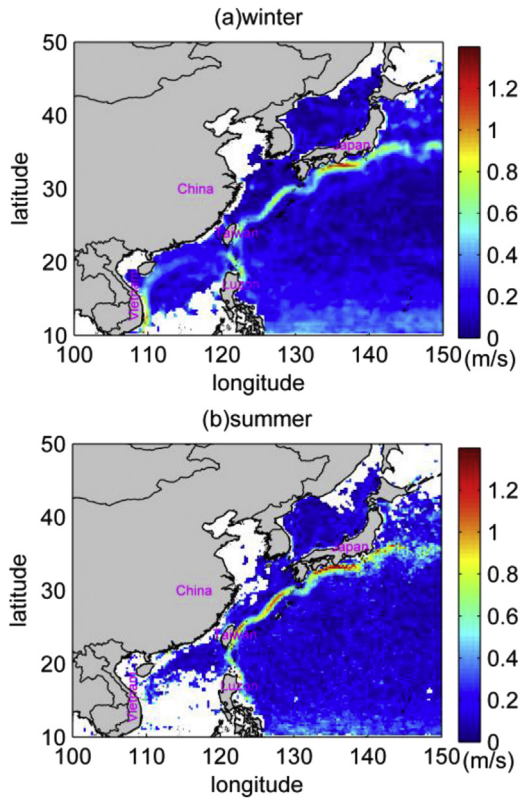 (a)winter
50
40
30
20
10
latitude
China
Japan
Taiwan
Luzon
Vietnam
100
110
120
130
140
150
longitude
1.2
1
0.8
0.6
0.4
0.2
0
(m/s)
(b)summer
50
40
30
20
10
latitude
China
Japan
Taiwan
Luzon
Vietnam
100
110
120
130
140
150
longitude
1.2
1
0.8
0.6
0.4
0.2
0
(m/s)